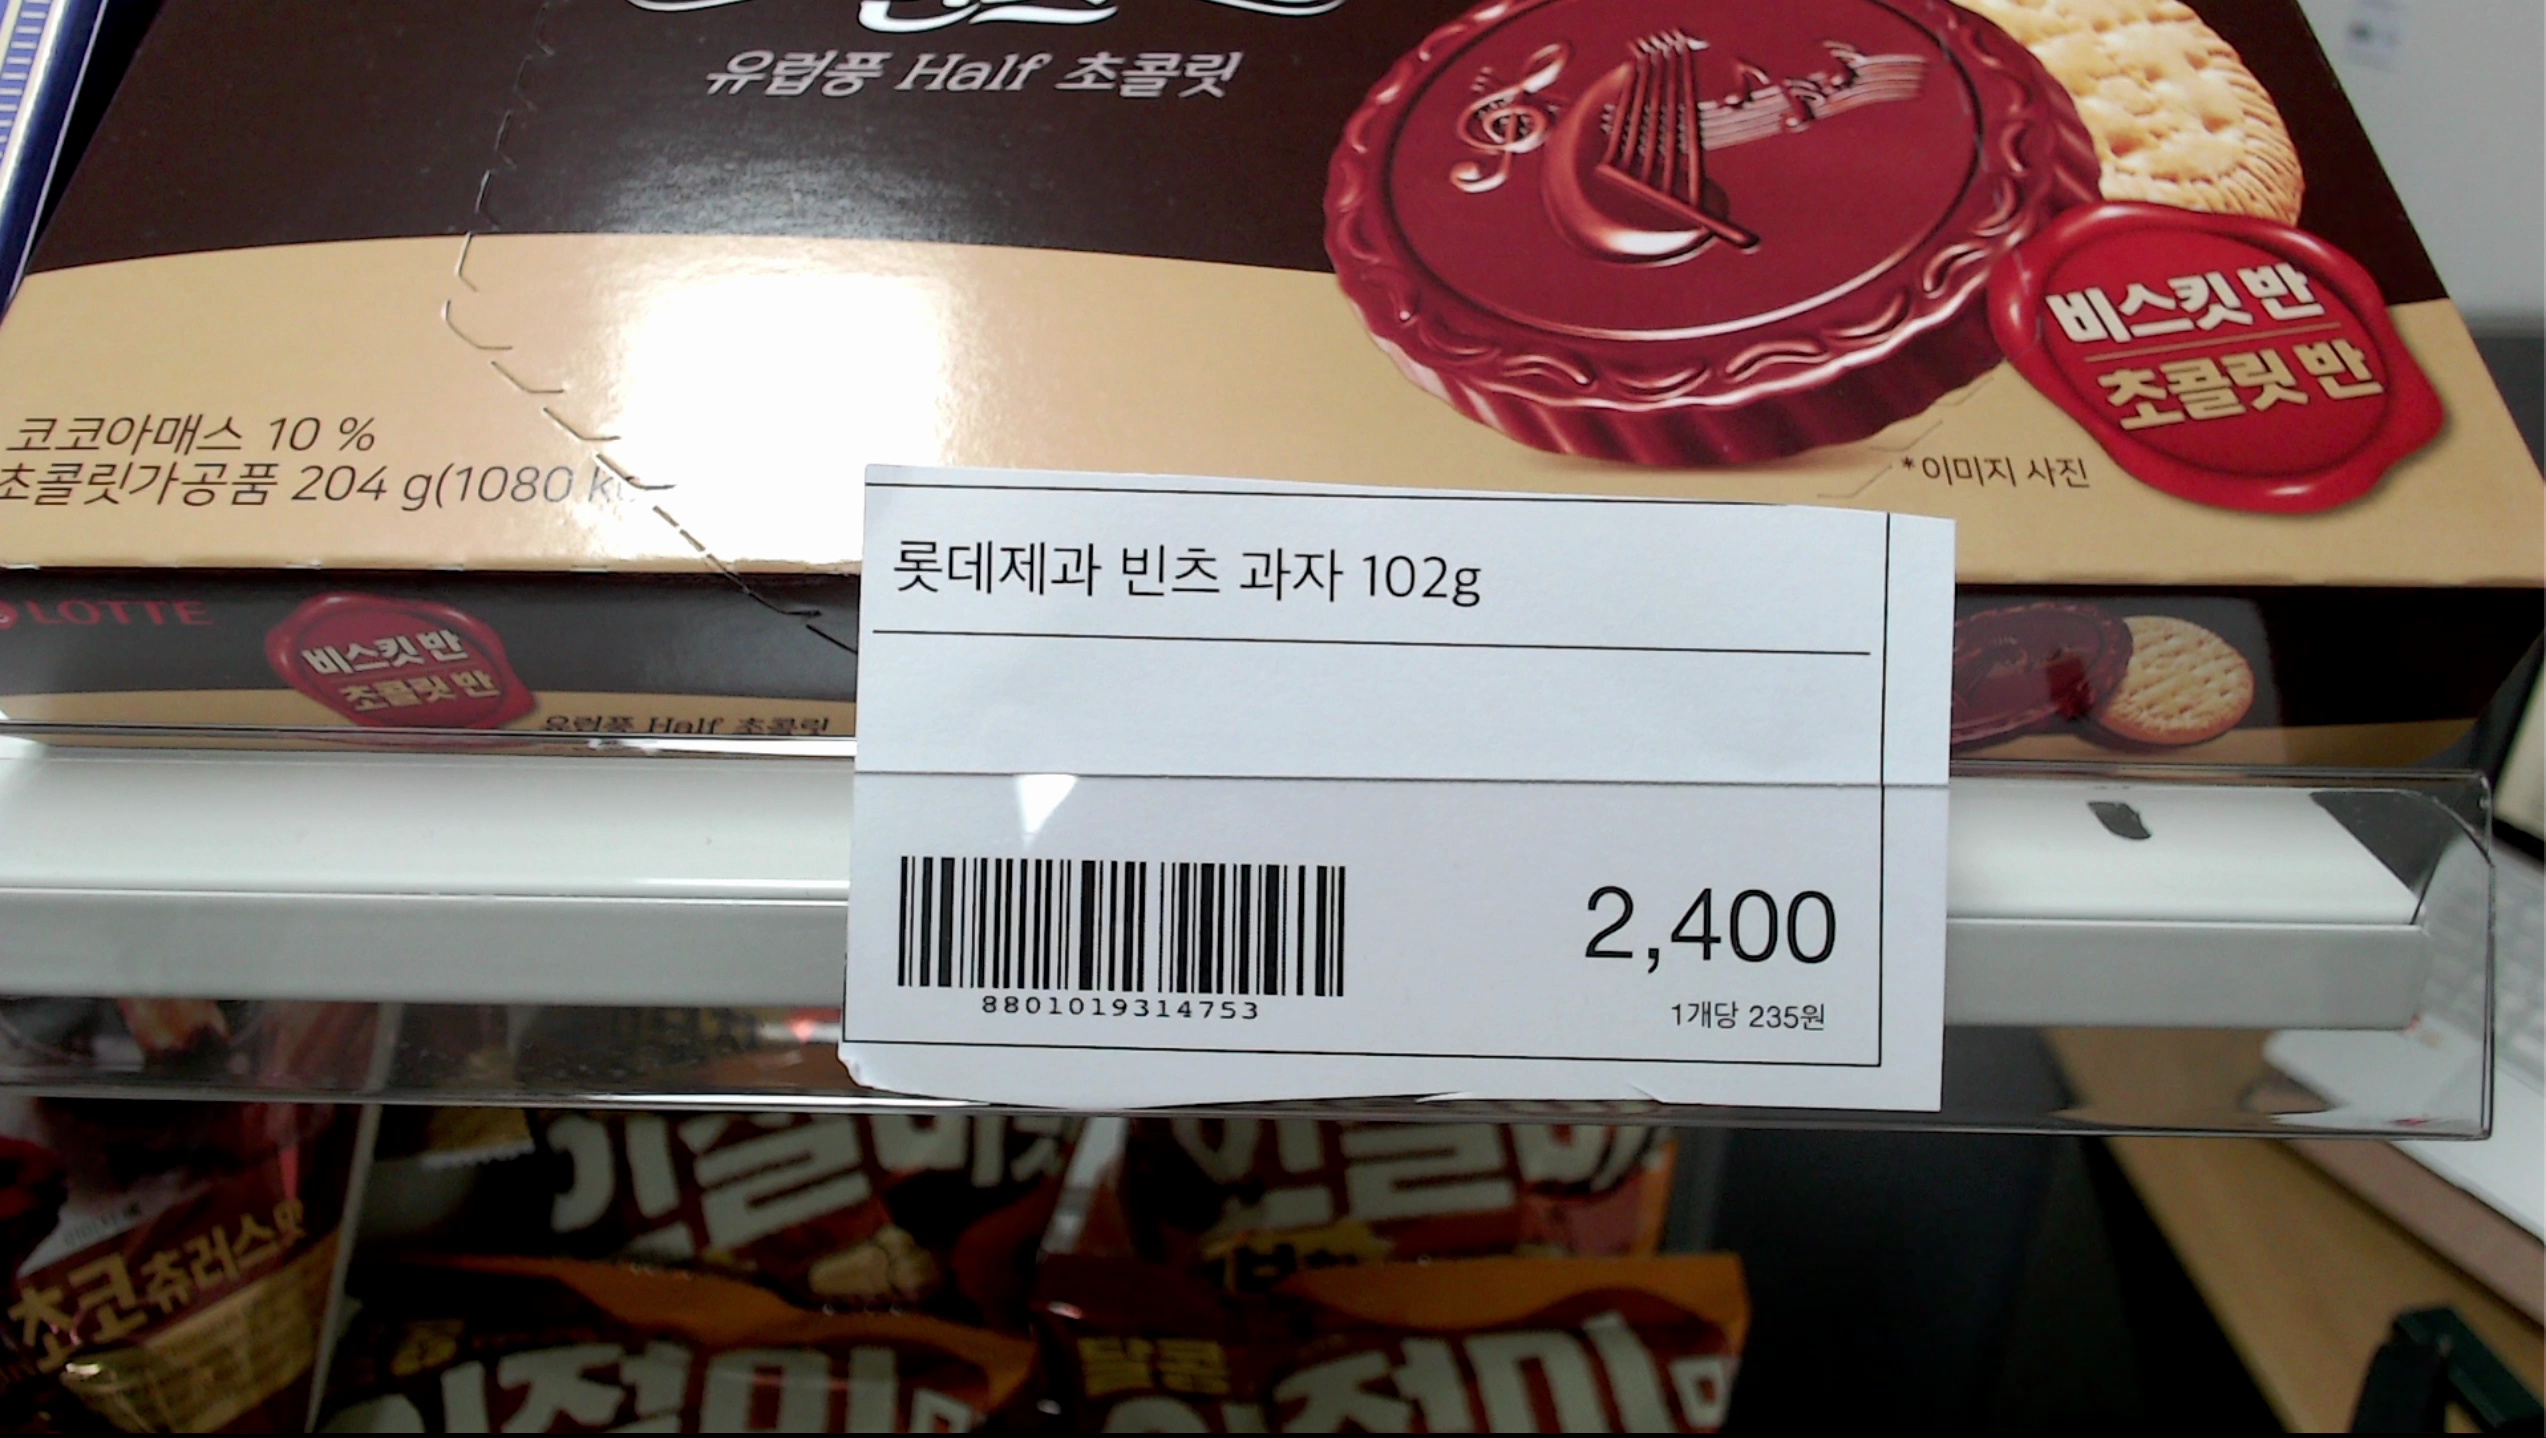 유럽풍 Half 초콜릿
비스킷 반
초콜릿 반
코코아매스 10 %
초콜릿가공품 204 g(1080
*이미지 사진
LOTTE
비스킷 반
초콜릿 반
유럽풍 Half 초콜릿
롯데제과 빈츠 과자 102g
8801019314753
2,400
1개당 235원
초코츄러스맛
인절미
달콤
인절미